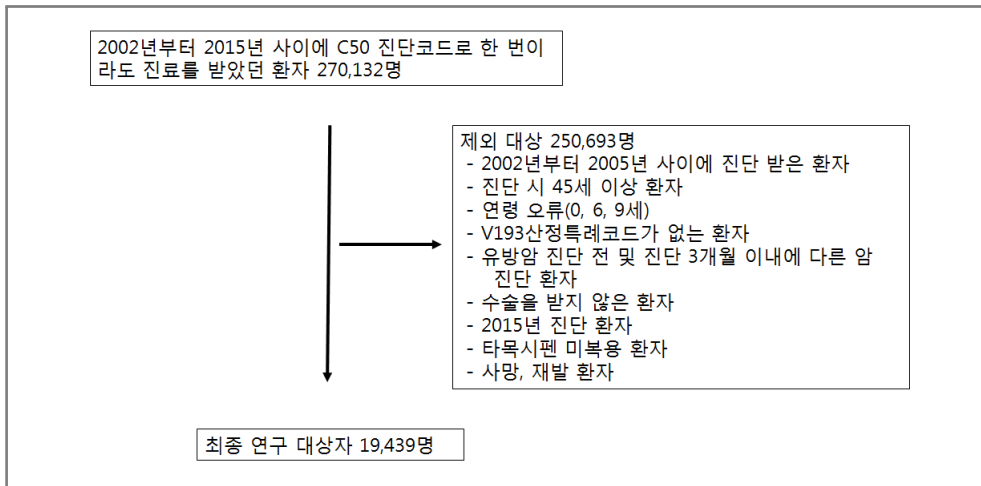 2002년부터 2015년 사이에 C50 진단코드로 한 번이
라도 진료를 받았던 환자 270,132명
제외 대상 250,693명
- 2002년부터 2005년 사이에 진단 받은 환자
- 진단 시 45세 이상 환자
- 연령 오류(0, 6, 9세)
- V193산정특례코드가 없는 환자
- 유방암 진단 전 및 진단 3개월 이내에 다른 암
진단 환자
- 수술을 받지 않은 환자
- 2015년 진단 환자
- 타목시펜 미복용 환자
- 사망, 재발 환자
최종 연구 대상자 19,439명